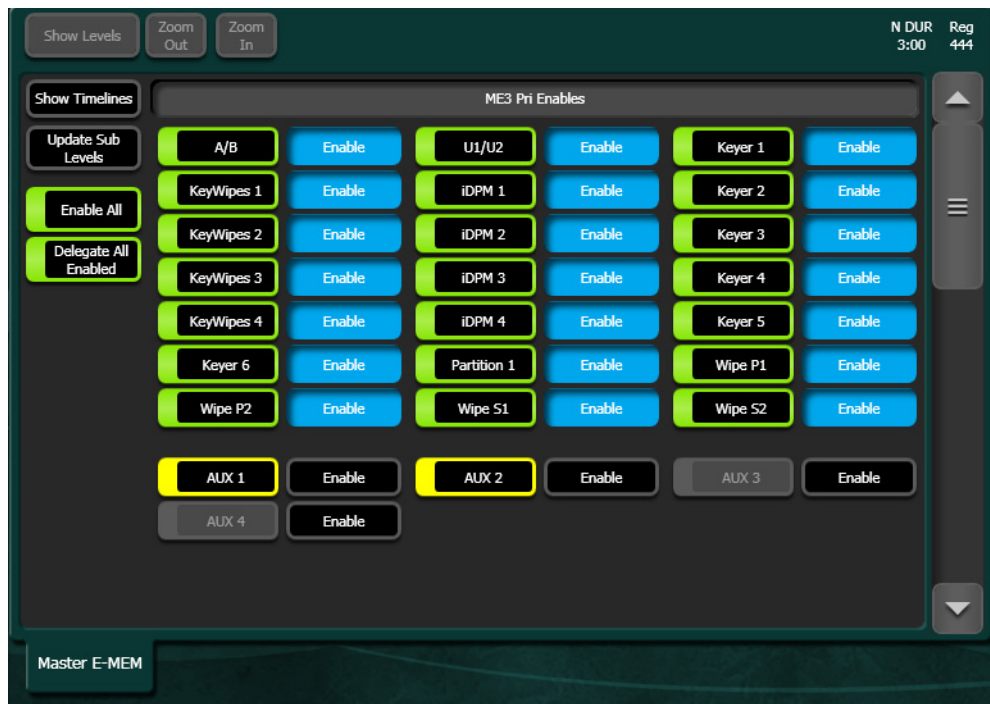 Show Levels
Zoom
Out
Zoom
In
N DUR
3:00
Reg
444
Show Timelines
ME3 Pri Enables
Update Sub
Levels
Enable All
Delegate All
Enabled
A/B Enable U1/U2 Enable Keyer 1 Enable
KeyWipes 1 Enable iDPM 1 Enable Keyer 2 Enable
KeyWipes 2 Enable iDPM 2 Enable Keyer 3 Enable
KeyWipes 3 Enable iDPM 3 Enable Keyer 4 Enable
KeyWipes 4 Enable iDPM 4 Enable Keyer 5 Enable
Keyer 6 Enable Partition 1 Enable Wipe P1 Enable
Wipe P2 Enable Wipe S1 Enable Wipe S2 Enable
AUX 1 Enable AUX 2 Enable AUX 3 Enable
AUX 4 Enable
Master E-MEM